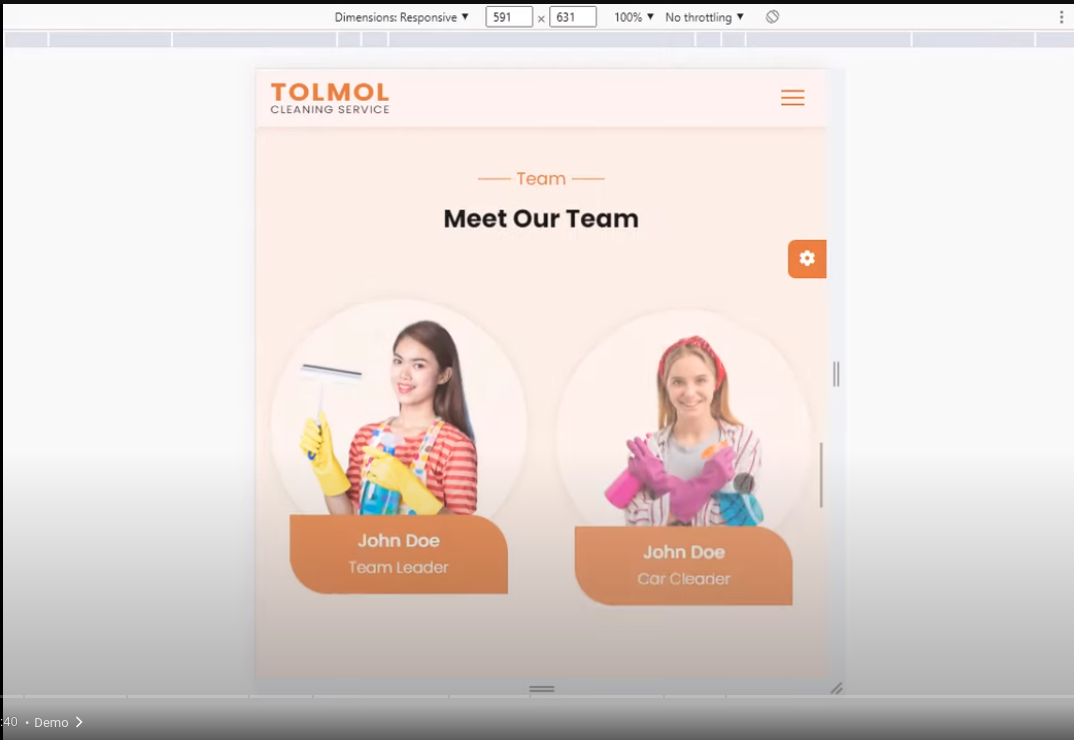 Dimensions: Responsive ▼ 591 × 631 100% ▼ No throttling ▼
TOLMOL
CLEANING SERVICE
Team
Meet Our Team
John Doe
Team Leader
John Doe
Car Cleaner
:40 • Demo